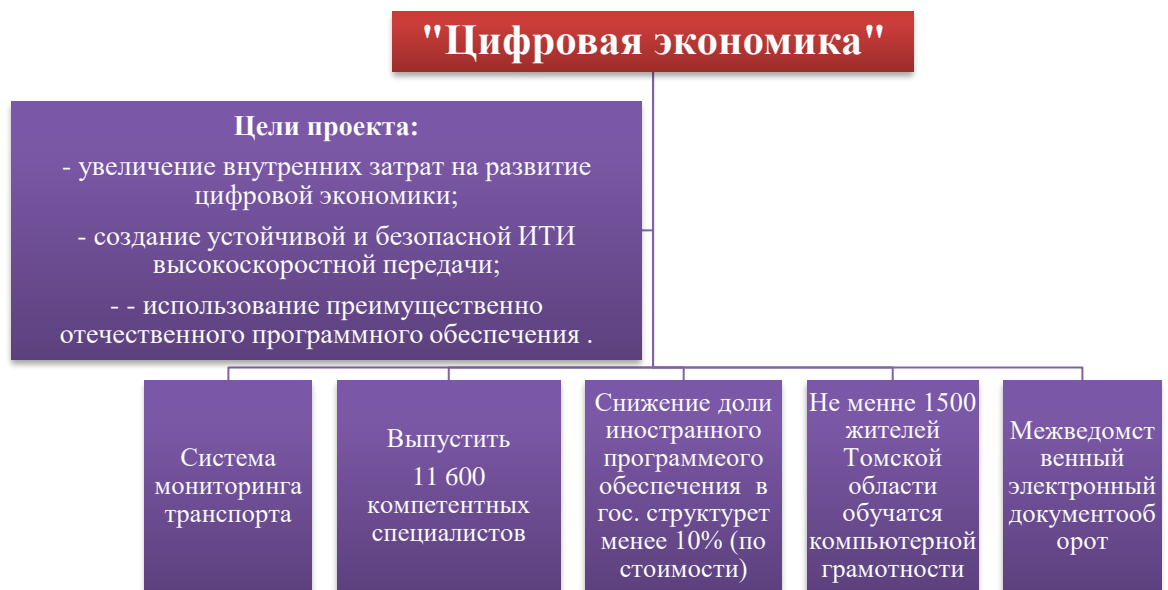 "Цифровая экономика"
Цели проекта:
- увеличение внутренних затрат на развитие
цифровой экономики;
- создание устойчивой и безопасной ИТИ
высокоскоростной передачи;
- - использование преимущественно
отечественного программного обеспечения .
Система
мониторинга
транспорта
Выпустить
11 600
компетентных
специалистов
Снижение доли
иностранного
программеого
обеспечения в
гос. структурет
менее 10% (по
стоимости)
Не менне 1500
жителей
Томской
области
обучатся
компьютерной
грамотности
Межведомст
венный
электронный
документооб
орот